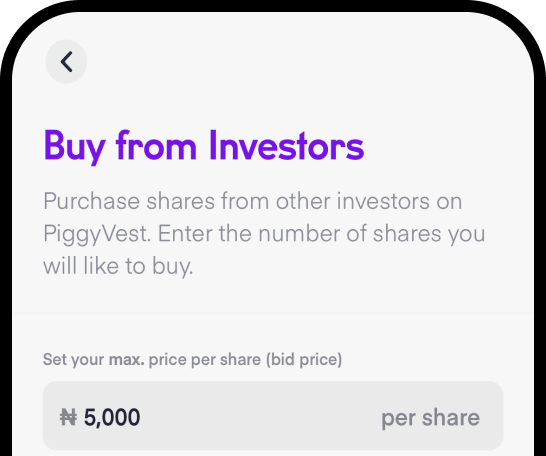 Buy from Investors
Purchase shares from other investors on
PiggyVest. Enter the number of shares you
will like to buy.
Set your max. price per share (bid price)
₦ 5,000 per share